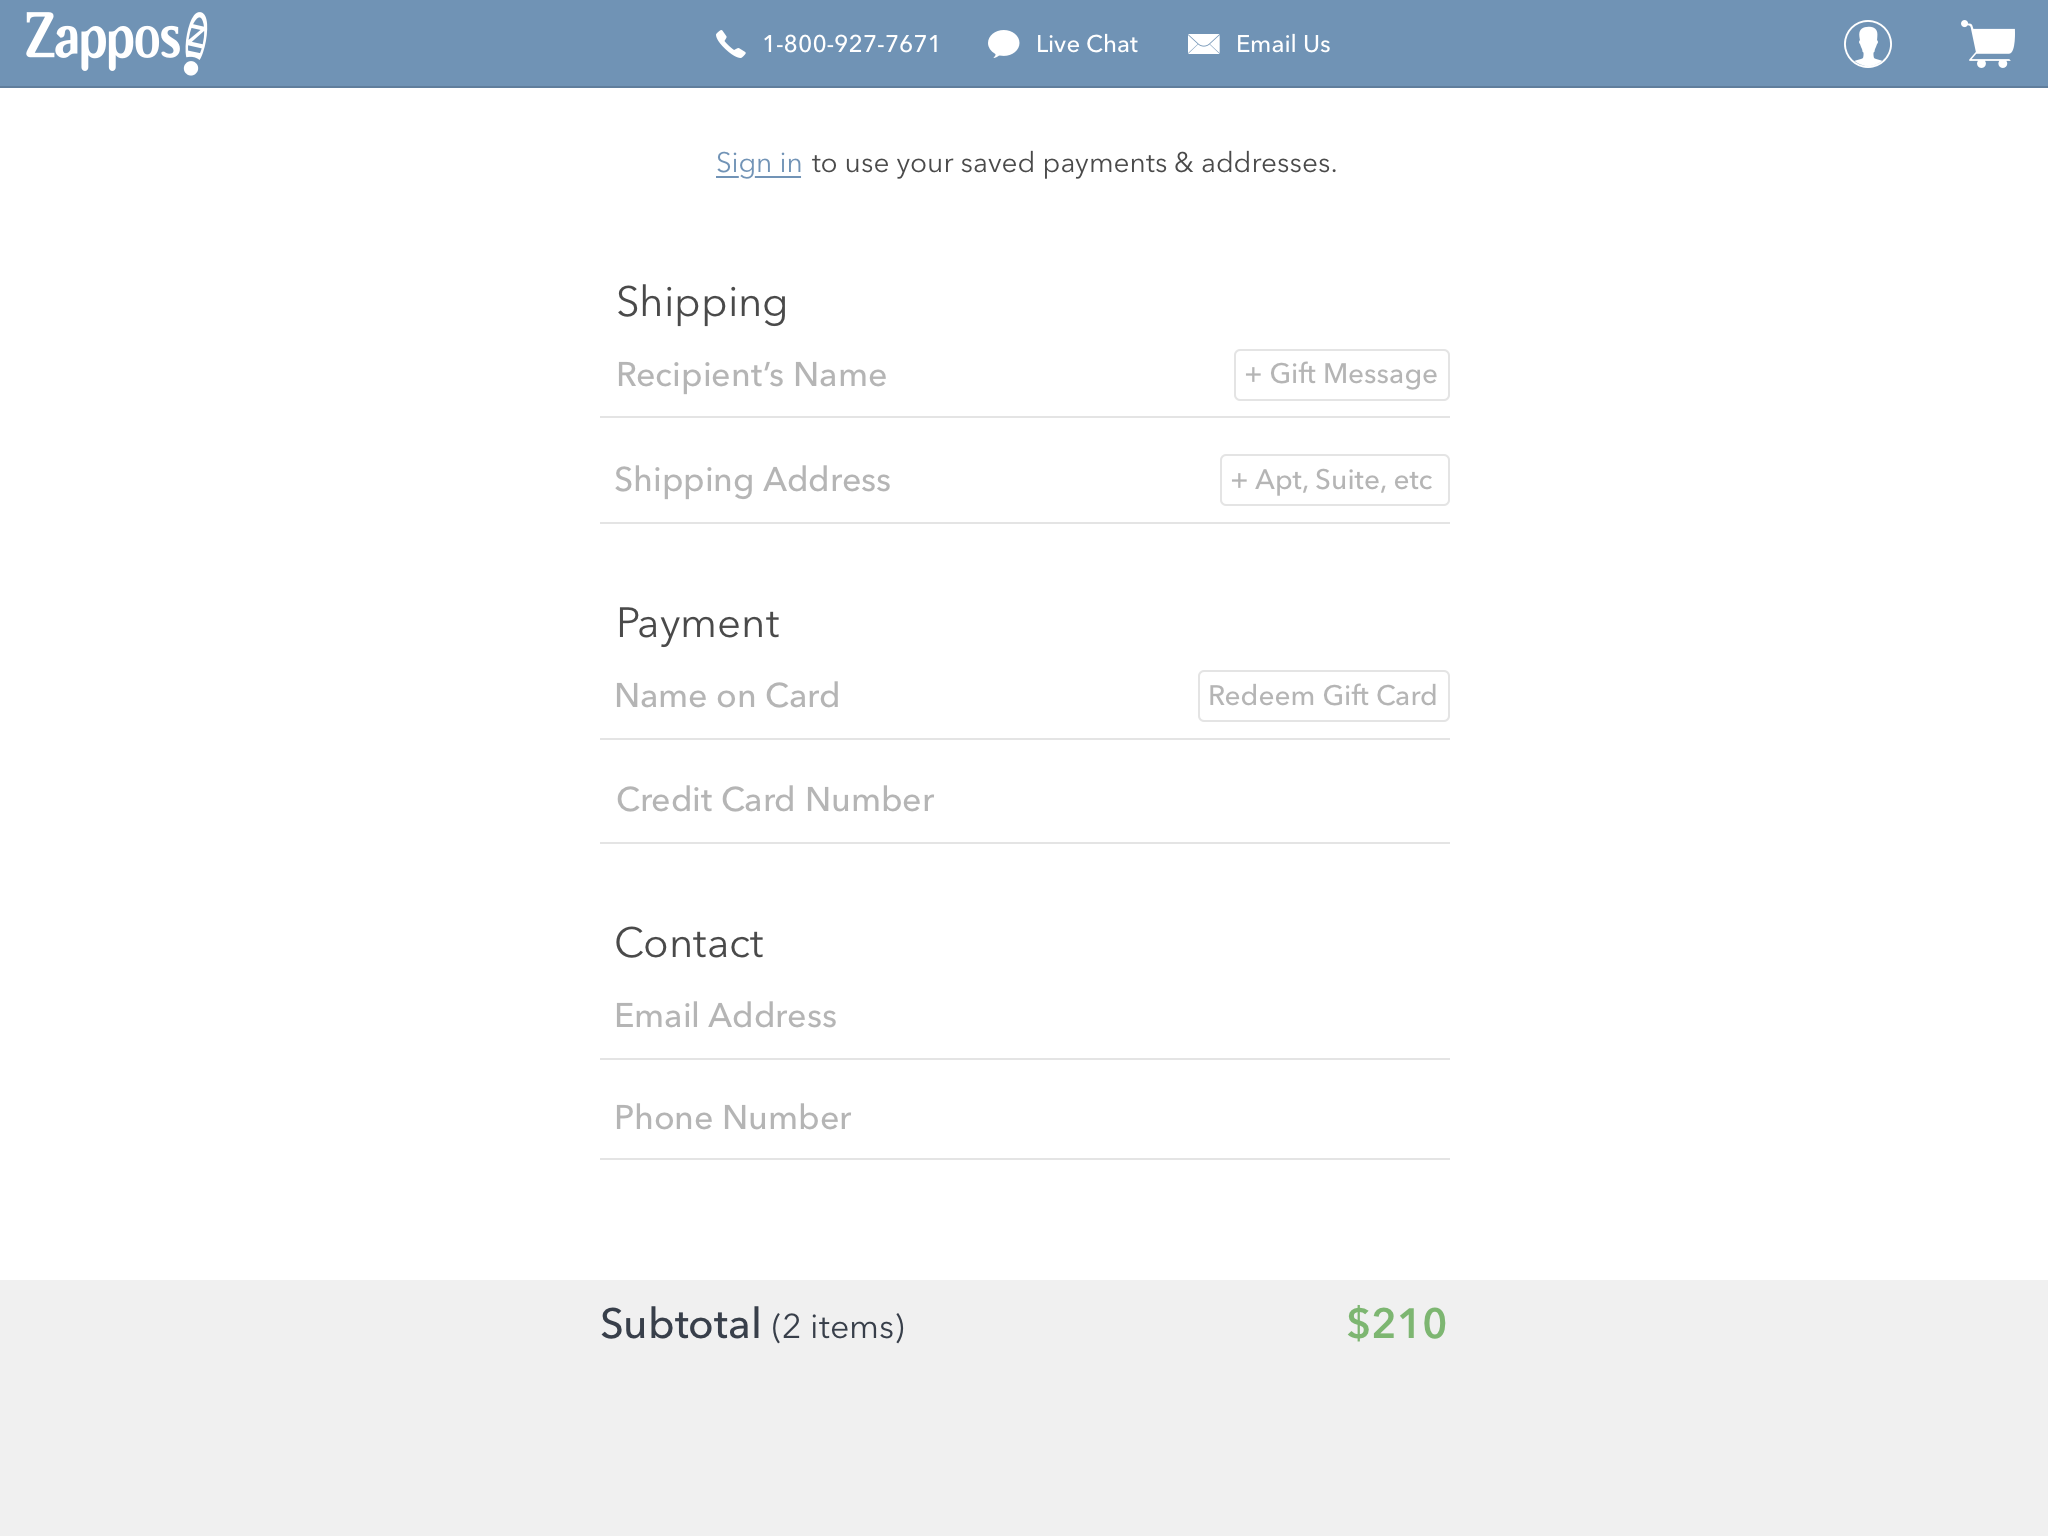 Zappos!
1-800-927-7671
Live Chat
Email Us
Sign in to use your saved payments & addresses.
Shipping
Recipient’s Name
+ Gift Message
Shipping Address
+ Apt, Suite, etc
Payment
Name on Card
Redeem Gift Card
Credit Card Number
Contact
Email Address
Phone Number
Subtotal (2 items)
$210